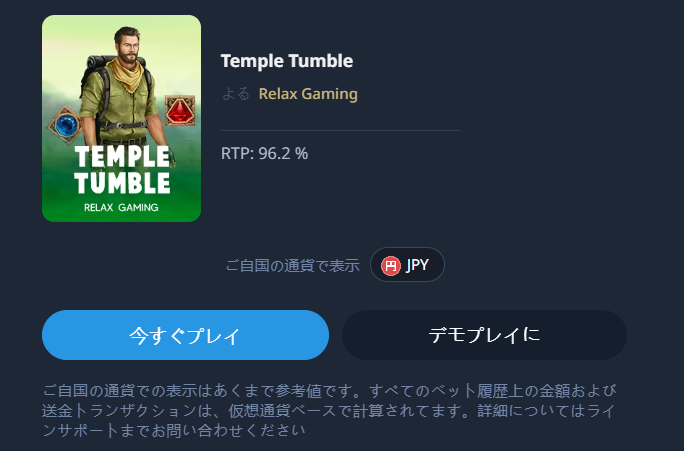 TEMPLE
TUMBLE
RELAX GAMING
Temple Tumble
よる Relax Gaming
RTP: 96.2 %
ご自国の通貨で表示 円 JPY
今すぐプレイ
デモプレイに
ご自国の通貨での表示はあくまで参考値です。すべてのベット履歴上の金額および
送金トランザクションは、仮想通貨ベースで計算されてます。詳細についてはライ
ンサポートまでお問い合わせください